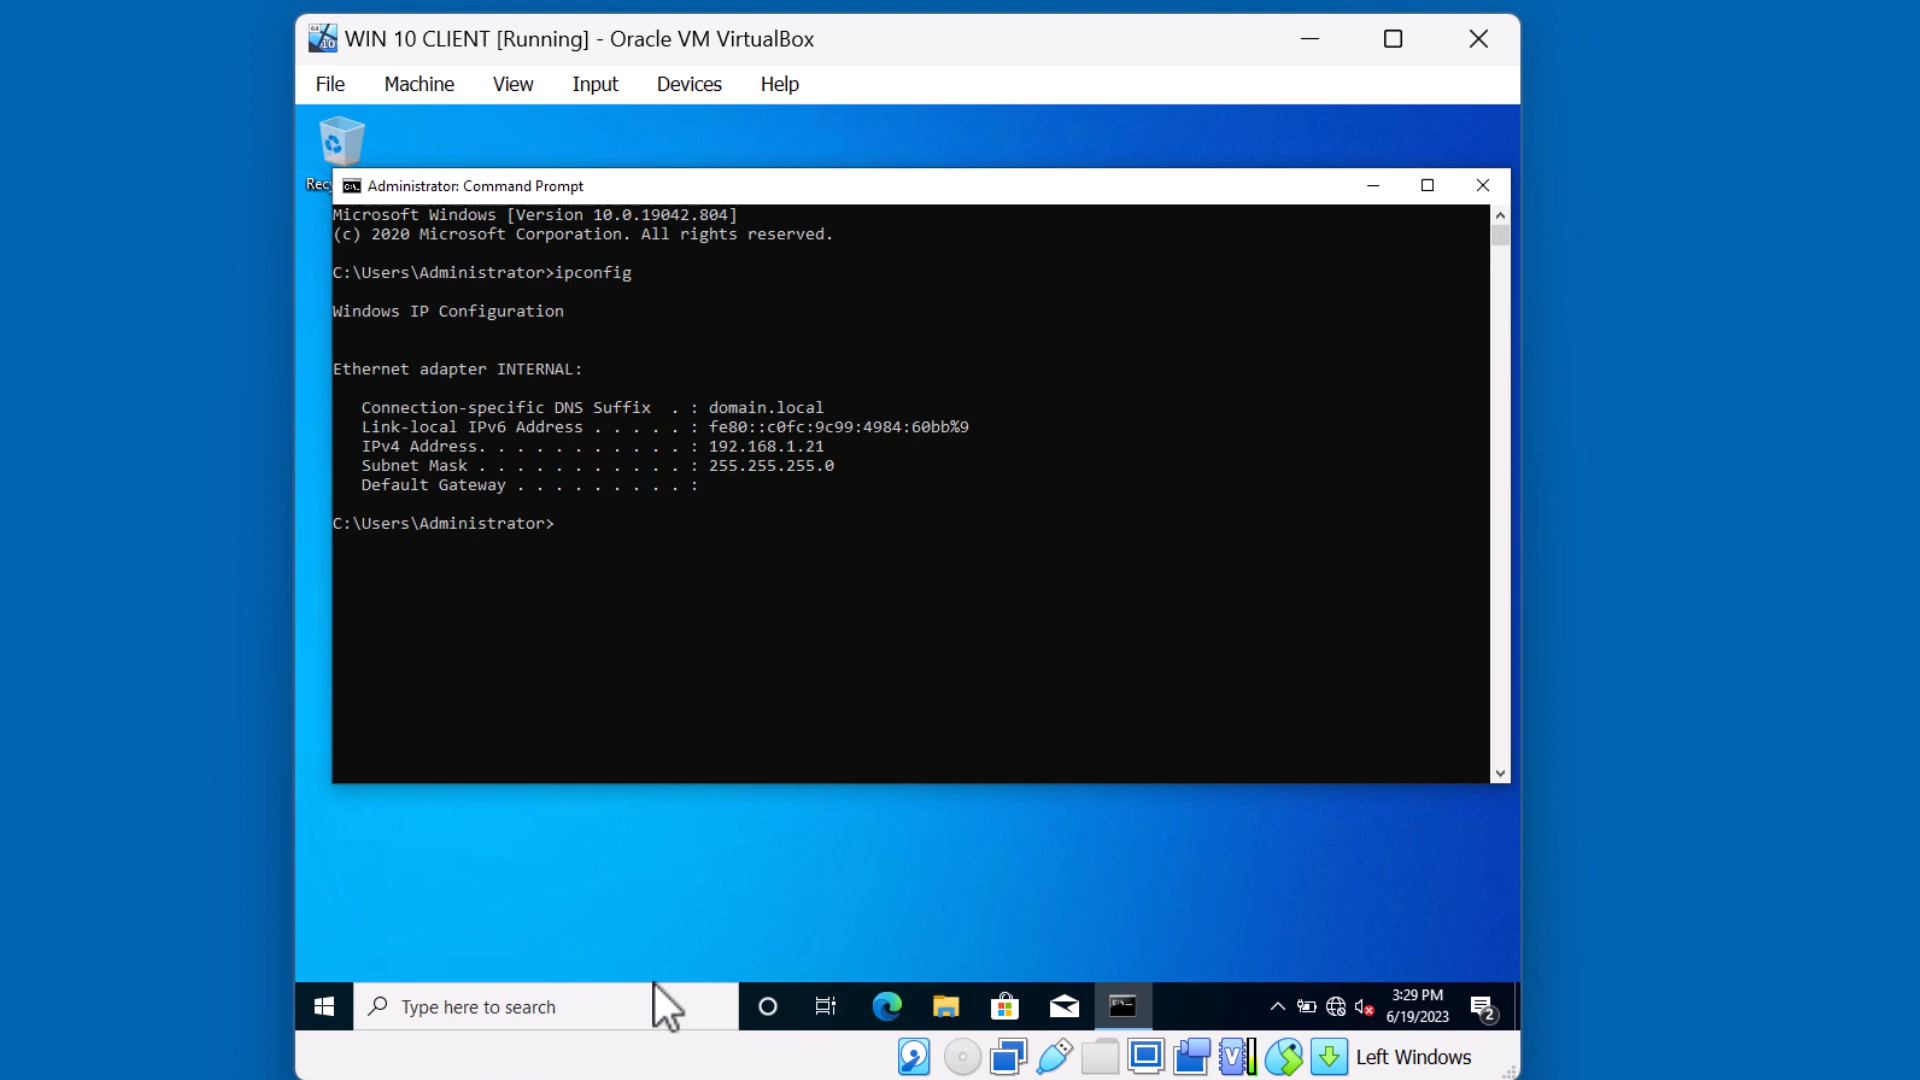 WIN 10 CLIENT [Running] - Oracle VM VirtualBox
File Machine View Input Devices Help
Administrator: Command Prompt
Microsoft Windows [Version 10.0.19042.804]
(c) 2020 Microsoft Corporation. All rights reserved.
C:\Users\Administrator>ipconfig
Windows IP Configuration
Ethernet adapter INTERNAL:
Connection-specific DNS Suffix . : domain.local
Link-local IPv6 Address . . . . . : fe80::c0fc:9c99:4984:60bb%9
IPv4 Address. . . . . . . . . . . : 192.168.1.21
Subnet Mask . . . . . . . . . . . : 255.255.255.0
Default Gateway . . . . . . . . . :
C:\Users\Administrator>
Type here to search
3:29 PM
6/19/2023
2
Left Windows